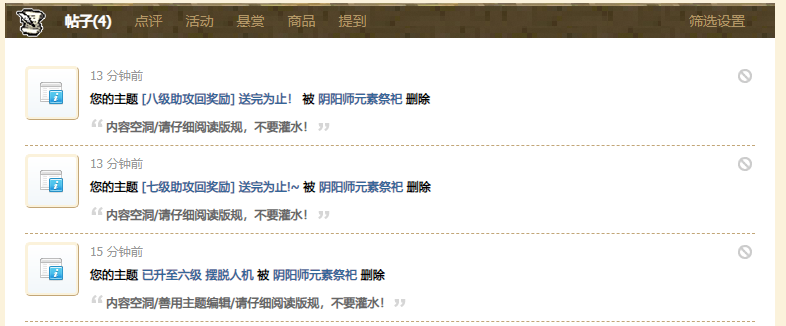 帖子(4) 点评 活动 悬赏 商品 提到 筛选设置
13 分钟前
您的主题 [八级助攻回奖励] 送完为止！ 被 阴阳师元素祭祀 删除
“ 内容空洞/请仔细阅读版规，不要灌水！ ”
13 分钟前
您的主题 [七级助攻回奖励] 送完为止!~ 被 阴阳师元素祭祀 删除
“ 内容空洞/请仔细阅读版规，不要灌水！ ”
15 分钟前
您的主题 已升至六级 摆脱人机 被 阴阳师元素祭祀 删除
“ 内容空洞/善用主题编辑/请仔细阅读版规，不要灌水！ ”